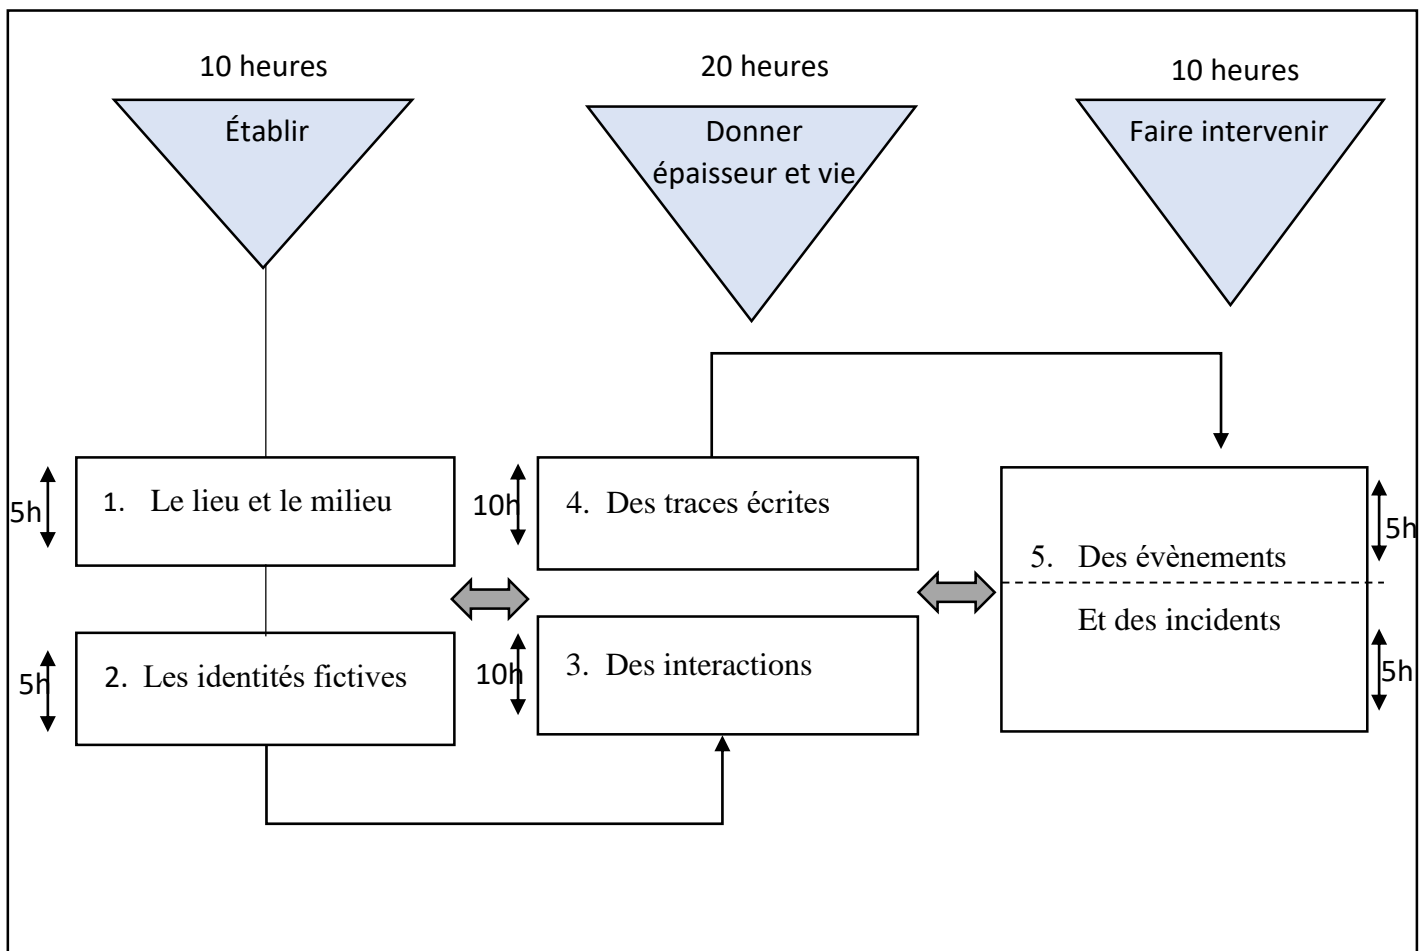 10 heures
20 heures
10 heures
Établir
Donner
épaisseur et vie
Faire intervenir
5h
1. Le lieu et le milieu
10h
4. Des traces écrites
5h
5. Des évènements
Et des incidents
5h
2. Les identités fictives
10h
3. Des interactions
5h